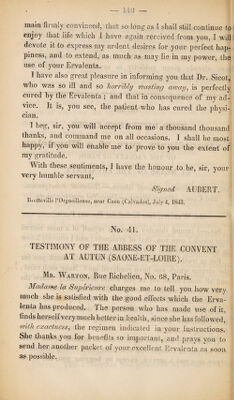 — 140 —
main firmly convinced, that so long as I shall still continue to
enjoy that life which I have again received from you, I will
devote it to express my ardent desires for your perfect hap-
piness, and to extend, as much as may lie in my power, the
use of your Ervalenta.
I have also great pleasure in informing you that Dr. Sicot,
who was so ill and so horribly wasting away, is perfectly
cured by the Ervalenta ; and that in consequence of my ad-
vice. It is, you see, the patient who has cured the physi-
cian.
I beg, sir, you will accept from me a thousand thousand
thanks, and command me on all occasions. I shall be most
happy, if you will enable me to prove to you the extent of
my gratitude.
With these sentiments, I have the honour to be, sir, your
very humble servant,
Signed AUBERT.
Bretteville l'Orgueilleuse, near Caen (Calvados), July 4, 1843.
No. 41.
TESTIMONY OF THE ABBESS OF THE CONVENT
AT AUTUN (SAONE-ET-LOIRE).
Mr. Warton, Rue Richelieu, No. 68, Paris.
Madame la Supérieure charges me to tell you how very
much she is satisfied with the good effects which the Erva-
lenta has produced. The person who has made use of it,
finds herself very much better in health, since she has followed,
with exactness, the regimen indicated in your Instructions.
She thanks you for benefits so important, and prays you to
send her another packet of your excellent Ervalenta as soon
as possible.